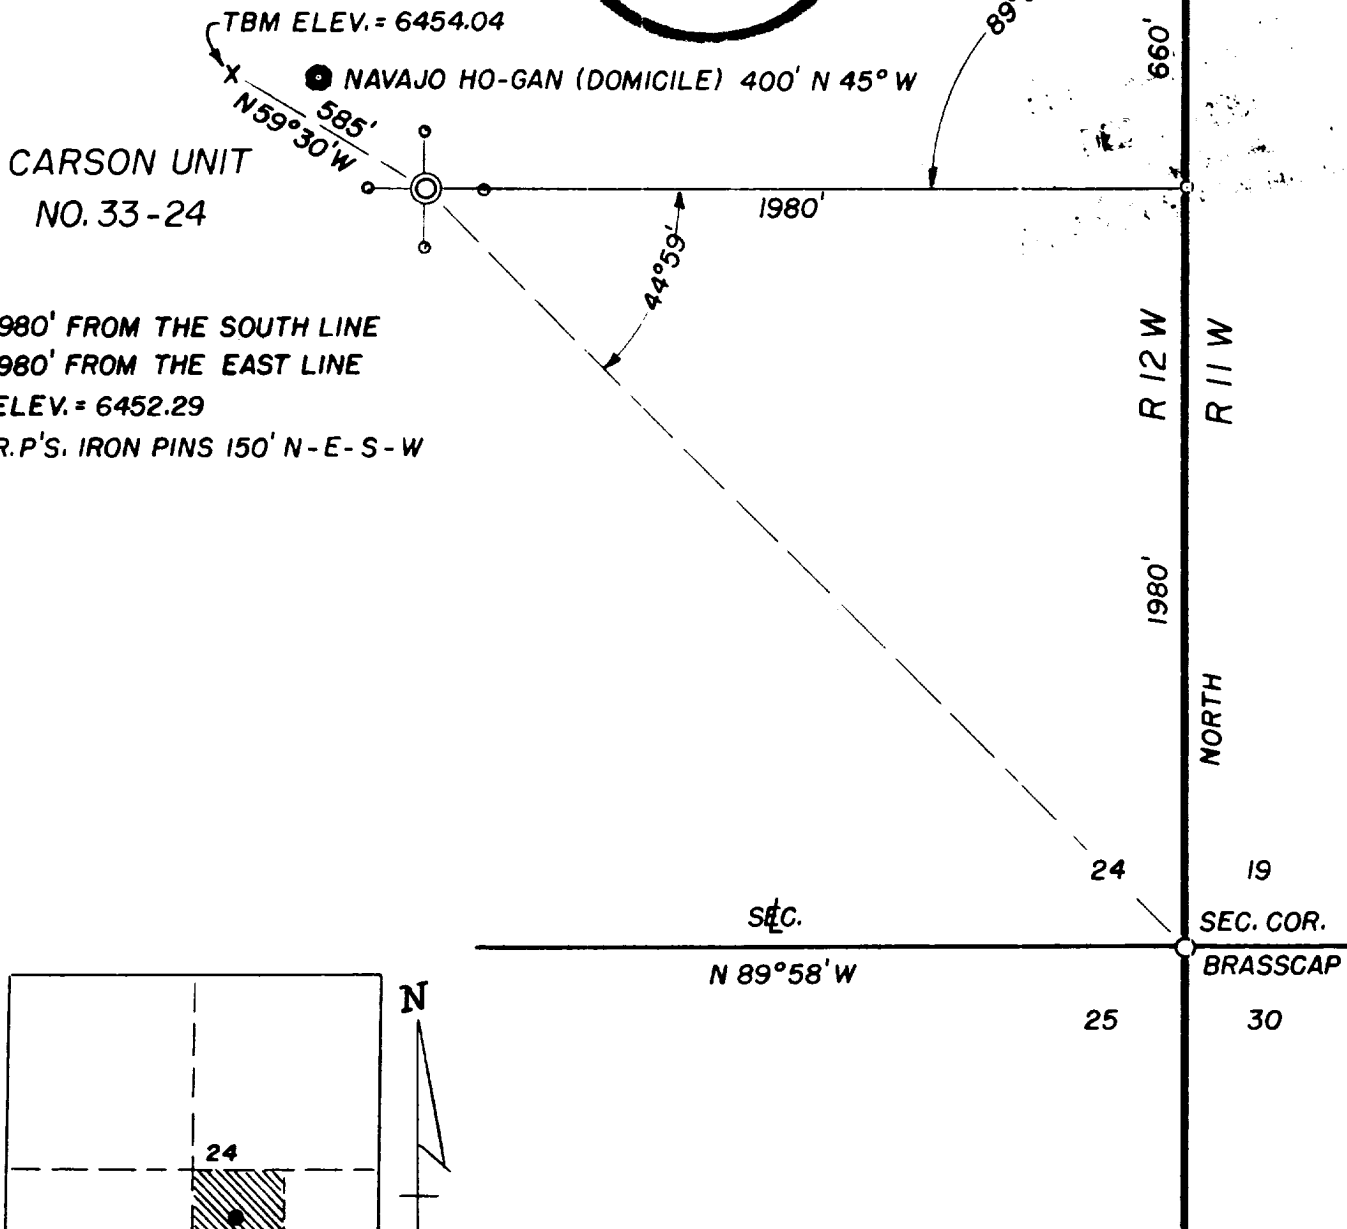 TBM ELEV. = 6454.04
660'
NAVAJO HO-GAN (DOMICILE) 400' N 45° W
585'
N59°30'W
CARSON UNIT
NO. 33-24
1980'
44°59'
980' FROM THE SOUTH LINE
980' FROM THE EAST LINE
ELEV. = 6452.29
R.P'S. IRON PINS 150' N-E-S-W
R 12 W
R 11 W
1980'
NORTH
24
19
SEC.
SEC. COR.
N 89°58' W
BRASSCAP
25
30
N
24